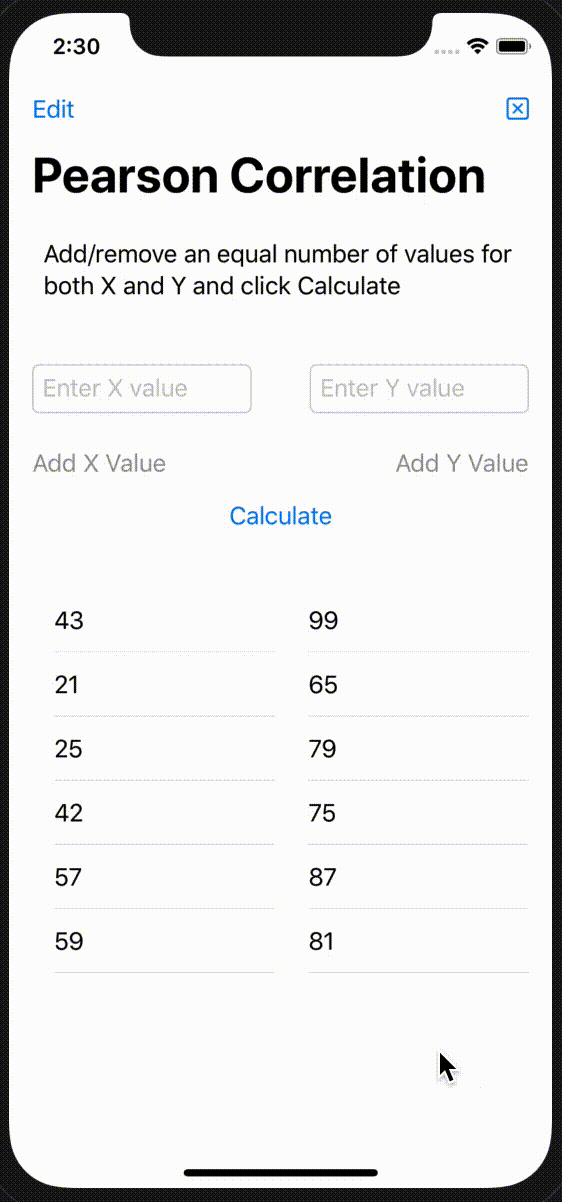 2:30
Edit
Pearson Correlation
Add/remove an equal number of values for
both X and Y and click Calculate
Enter X value Enter Y value
Add X Value Add Y Value
Calculate
43 99
21 65
25 79
42 75
57 87
59 81